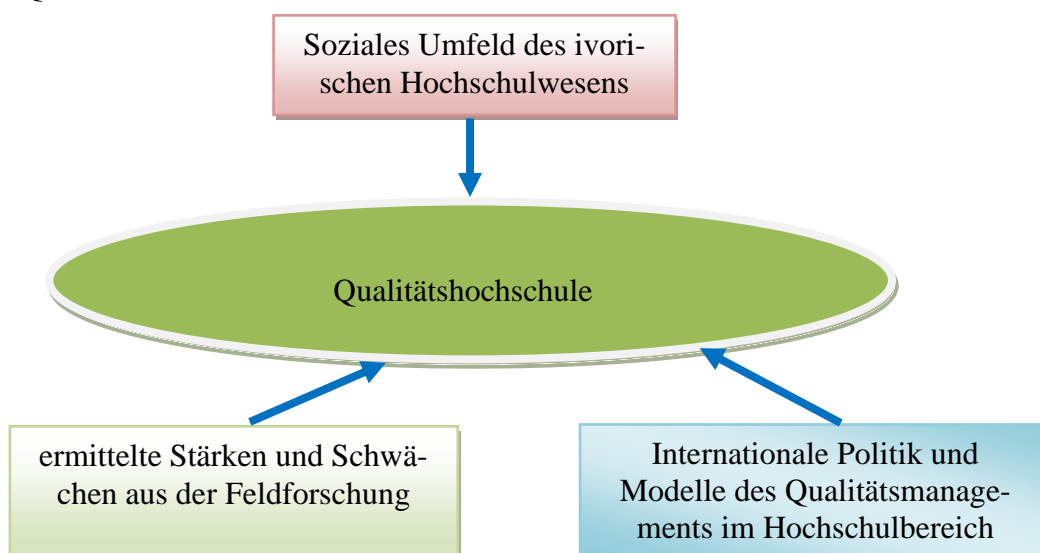 Soziales Umfeld des ivori-
schen Hochschulwesens
Qualitätshochschule
ermittelte Stärken und Schwä-
chen aus der Feldforschung
Internationale Politik und
Modelle des Qualitätsmanage-
ments im Hochschulbereich